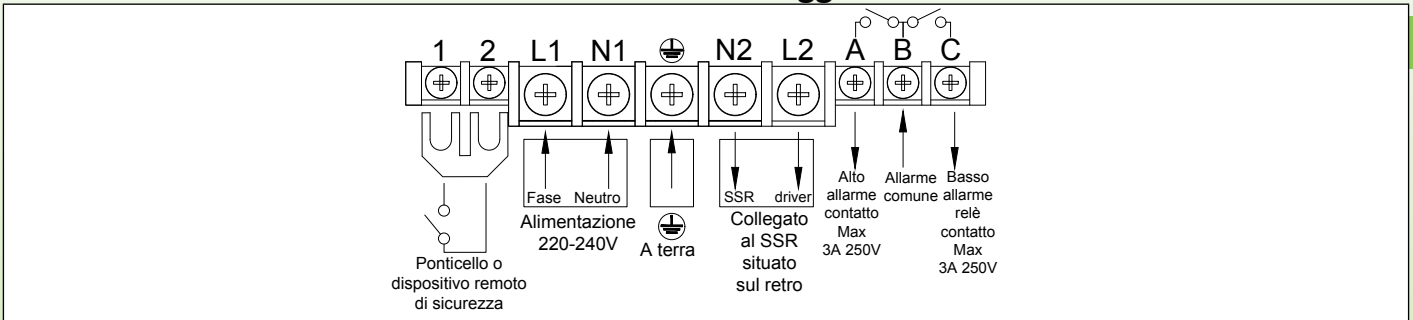 1 2 L1 N1 N2 L2 A B C
Fase Neutro
Alimentazione
220-240V
A terra
SSR driver
Collegato
al SSR
situato
sul retro
Alto
allarme
contatto
Max
3A 250V
Allarme
comune
Basso
allarme
relè
contatto
Max
3A 250V
Ponticello o
dispositivo remoto
di sicurezza